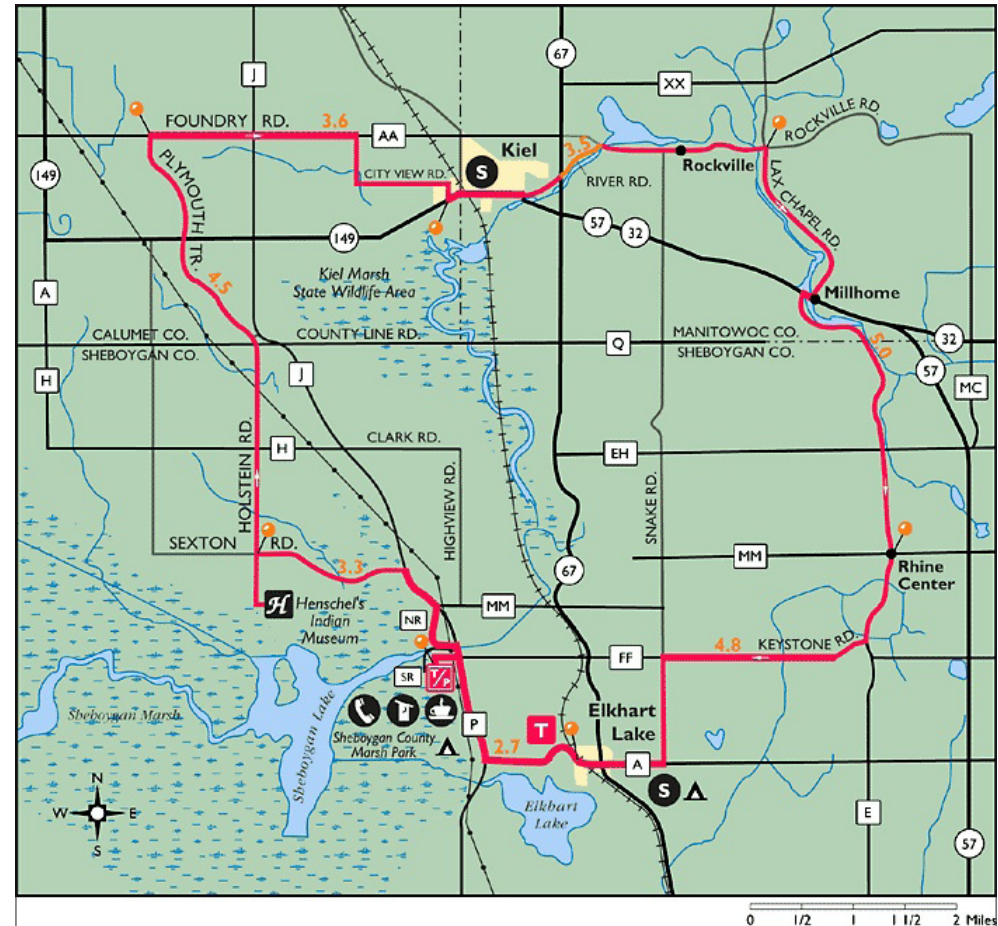 67
J
XX
FOUNDRY RD.
3.6
AA
Kiel
3.5
ROCKVILLE RD.
Rockville
149
PLYMOUTH TR.
CITY VIEW RD.
S
RIVER RD.
LAX CHAPEL RD.
149
57
32
4.5
Kiel Marsh
State Wildlife Area
Millhome
A
CALUMET CO.
SHEBOYGAN CO.
COUNTY LINE RD.
Q
MANITOWOC CO.
SHEBOYGAN CO.
5.0
32
57
H
J
MC
HOLSTEIN RD.
H
CLARK RD.
EH
HIGHVIEW RD.
SNAKE RD.
SEXTON RD.
3.3
67
MM
Rhine
Center
H
Henschel's
Indian
Museum
NR
MM
SR
T/P
FF
4.8
KEYSTONE RD.
Sheboygan Marsh
Sheboygan Lake
Sheboygan County
Marsh Park
P
2.7
T
Elkhart
Lake
A
S
N
W
E
S
Elkhart
Lake
E
57
0 1/2 1 1 1/2 2 Miles